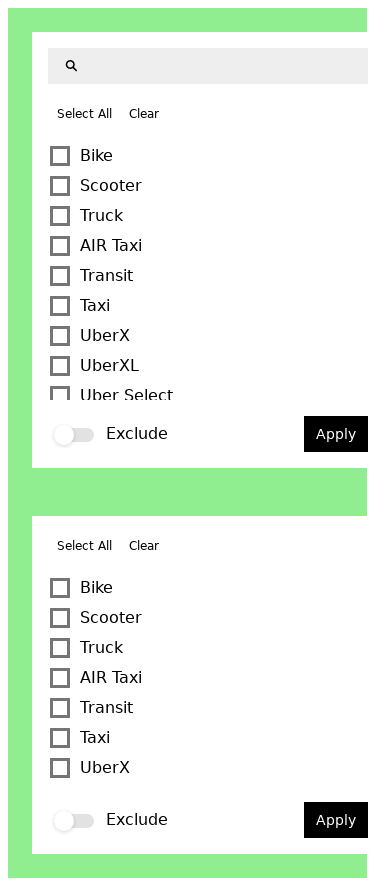 Select All Clear
Bike
Scooter
Truck
AIR Taxi
Transit
Taxi
UberX
UberXL
Uber Select
Exclude Apply
Select All Clear
Bike
Scooter
Truck
AIR Taxi
Transit
Taxi
UberX
Exclude Apply